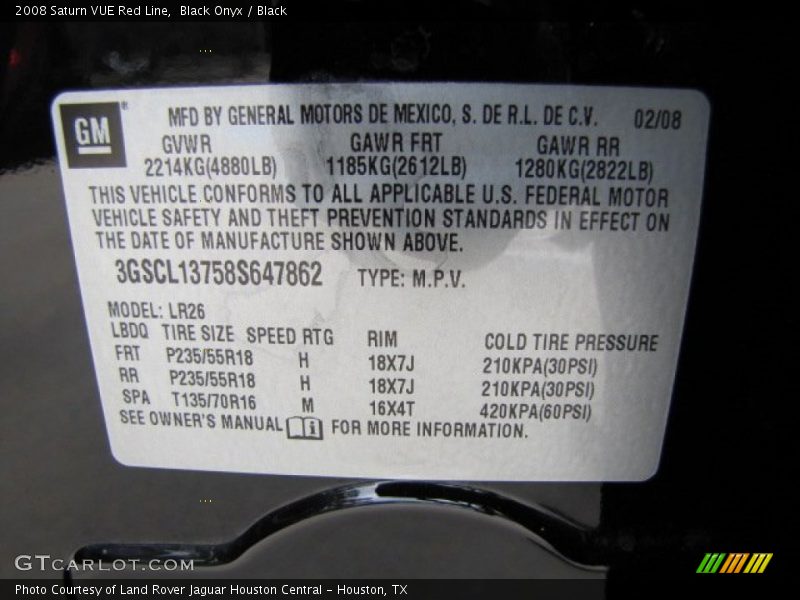 2008 Saturn VUE Red Line,  Black Onyx / Black
GM®
MFD BY GENERAL MOTORS DE MEXICO, S. DE R.L. DE C.V. 02/08
GVWR GAWR FRT GAWR RR
2214KG(4880LB) 1185KG(2612LB) 1280KG(2822LB)
THIS VEHICLE CONFORMS TO ALL APPLICABLE U.S. FEDERAL MOTOR
VEHICLE SAFETY AND THEFT PREVENTION STANDARDS IN EFFECT ON
THE DATE OF MANUFACTURE SHOWN ABOVE.
3GSCL13758S647862 TYPE: M.P.V.
MODEL: LR26
LBDQ TIRE SIZE SPEED RTG RIM COLD TIRE PRESSURE
FRT P235/55R18 H 18X7J 210KPA(30PSI)
RR P235/55R18 H 18X7J 210KPA(30PSI)
SPA T135/70R16 M 16X4T 420KPA(60PSI)
SEE OWNER'S MANUAL i FOR MORE INFORMATION.
GTCARLOT.COM
Photo Courtesy of Land Rover Jaguar Houston Central - Houston, TX